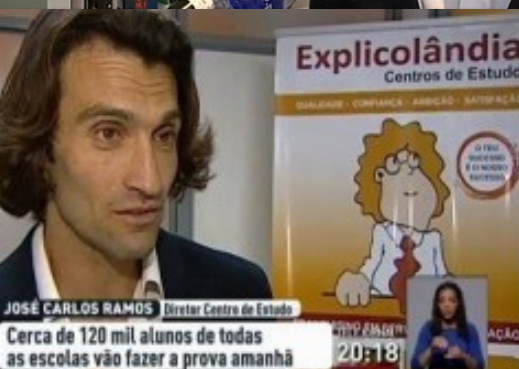 Explicolândia
Centros de Estudo
QUALIDADE - CONFIANÇA - AMBIÇÃO - SATISFAÇÃO
O TEU
SUCESSO
É O NOSSO
SUCESSO
JOSÉ CARLOS RAMOS Diretor Centro de Estudo
Cerca de 120 mil alunos de todas
as escolas vão fazer a prova amanhã
20:18